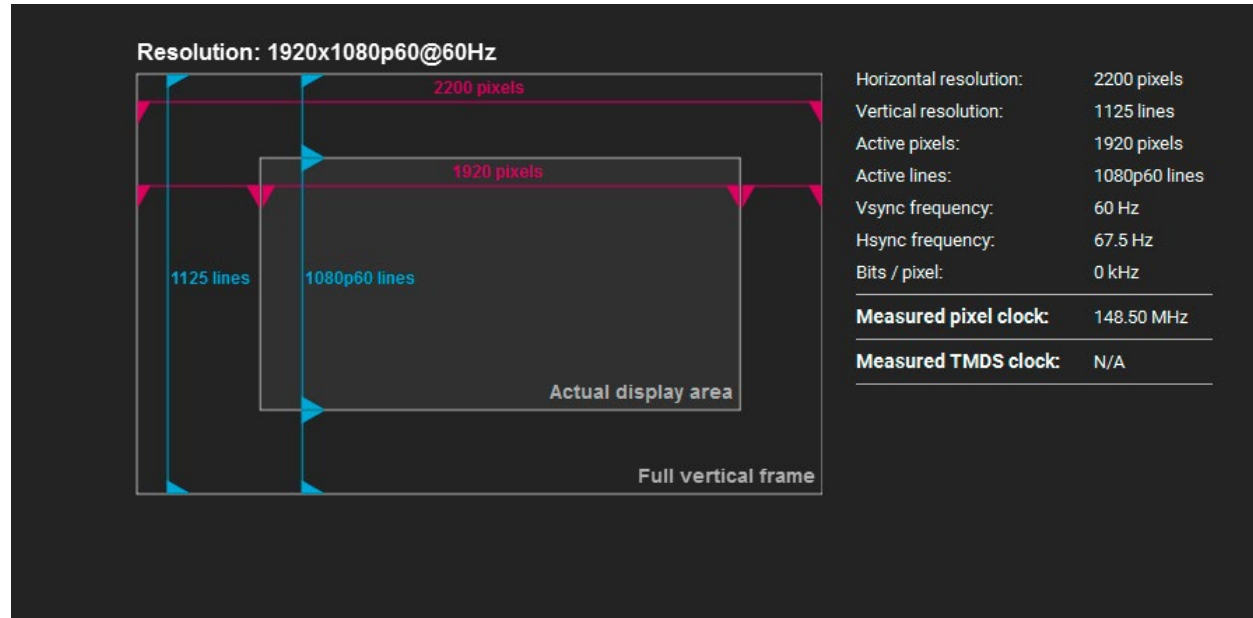 Resolution: 1920x1080p60@60Hz
2200 pixels
1920 pixels
1125 lines
1080p60 lines
Actual display area
Full vertical frame
Horizontal resolution: 2200 pixels
Vertical resolution: 1125 lines
Active pixels: 1920 pixels
Active lines: 1080p60 lines
Vsync frequency: 60 Hz
Hsync frequency: 67.5 Hz
Bits / pixel: 0 kHz
Measured pixel clock: 148.50 MHz
Measured TMDS clock: N/A